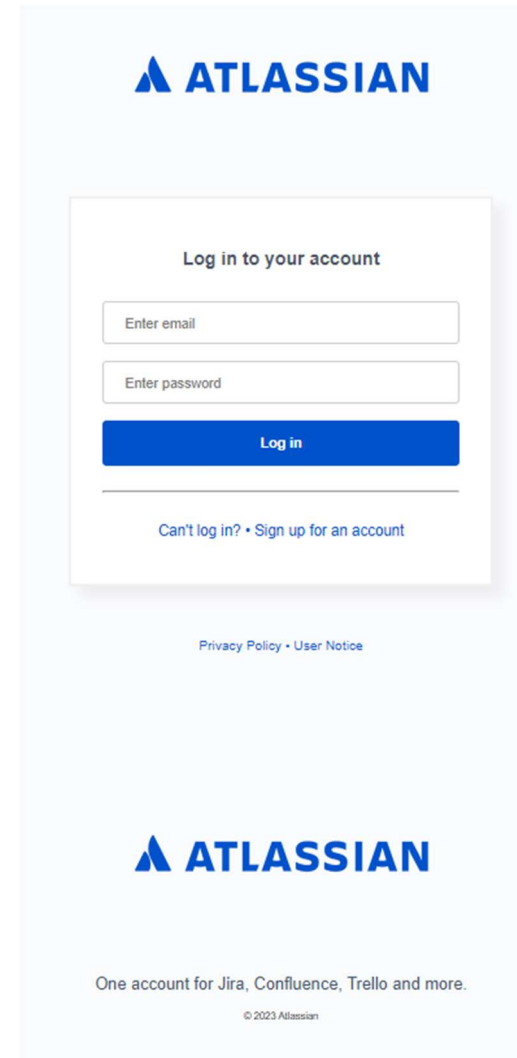 ATLASSIAN
Log in to your account
Enter email
Enter password
Log in
Can't log in? • Sign up for an account
Privacy Policy • User Notice
ATLASSIAN
One account for Jira, Confluence, Trello and more.
© 2023 Atlassian